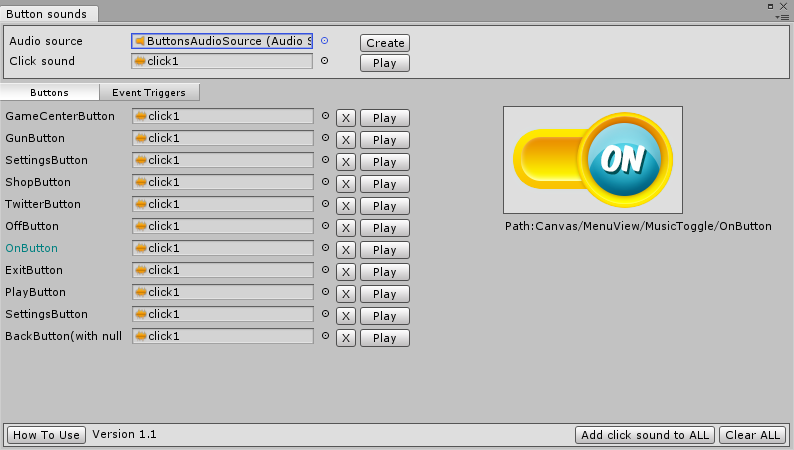 Button sounds
Audio source ButtonsAudioSource (Audio S Create
Click sound click1 Play
Buttons Event Triggers
GameCenterButton click1 X Play
GunButton click1 X Play
SettingsButton click1 X Play
ShopButton click1 X Play
TwitterButton click1 X Play
OffButton click1 X Play
OnButton click1 X Play
ExitButton click1 X Play
PlayButton click1 X Play
SettingsButton click1 X Play
BackButton(with null click1 X Play
ON
Path:Canvas/MenuView/MusicToggle/OnButton
How To Use Version 1.1 Add click sound to ALL Clear ALL